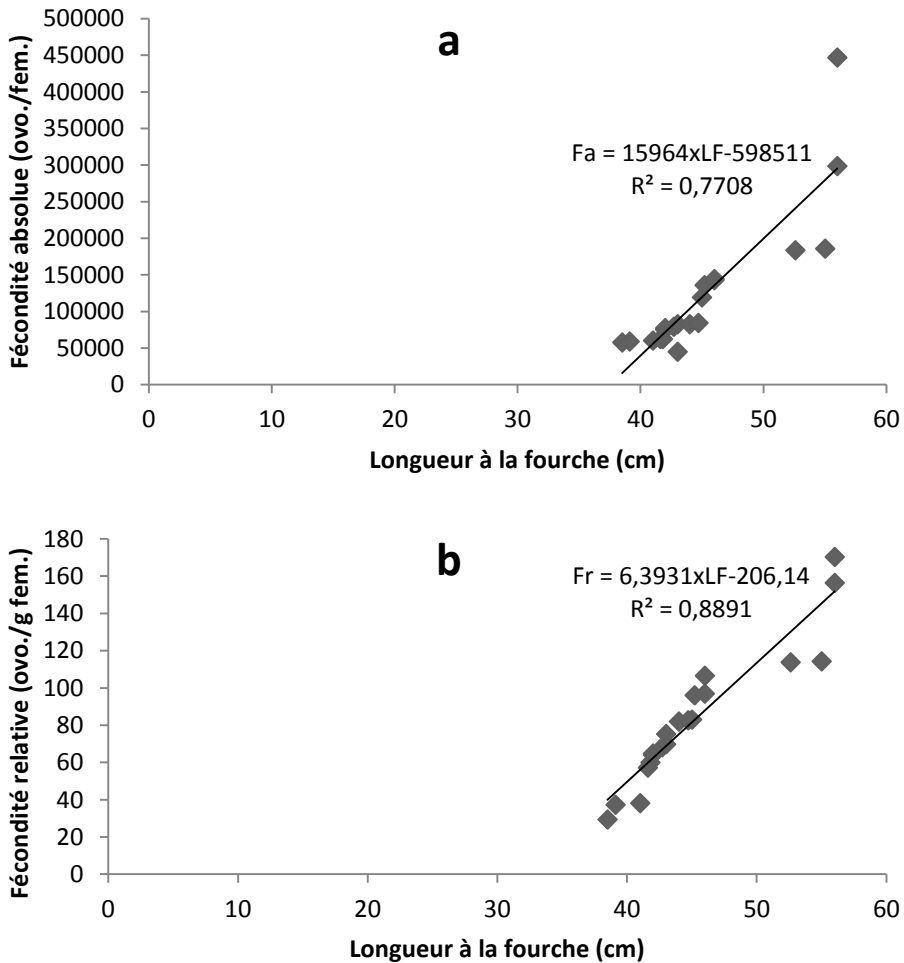 Fécondité absolue (ovo./fem.)
500000
450000
400000
350000
300000
250000
200000
150000
100000
50000
0
a
Fa = 15964xLF-598511
R² = 0,7708
0 10 20 30 40 50 60
Longueur à la fourche (cm)
Fécondité relative (ovo./g fem.)
180
160
140
120
100
80
60
40
20
0
b
Fr = 6,3931xLF-206,14
R² = 0,8891
0 10 20 30 40 50 60
Longueur à la fourche (cm)